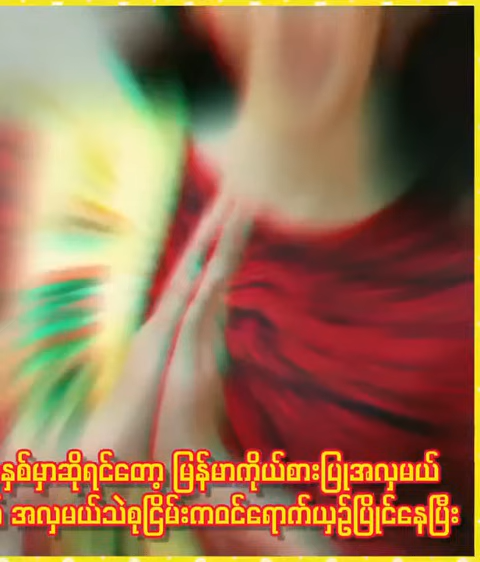 နှစ်မှာဆိုရင်တော့ မြန်မာကိုယ်စားပြုအလှမယ်
အလှမယ်သဲစုငြိမ်းကဝင်ရောက်ယှဥ်ပြိုင်နေပြီး